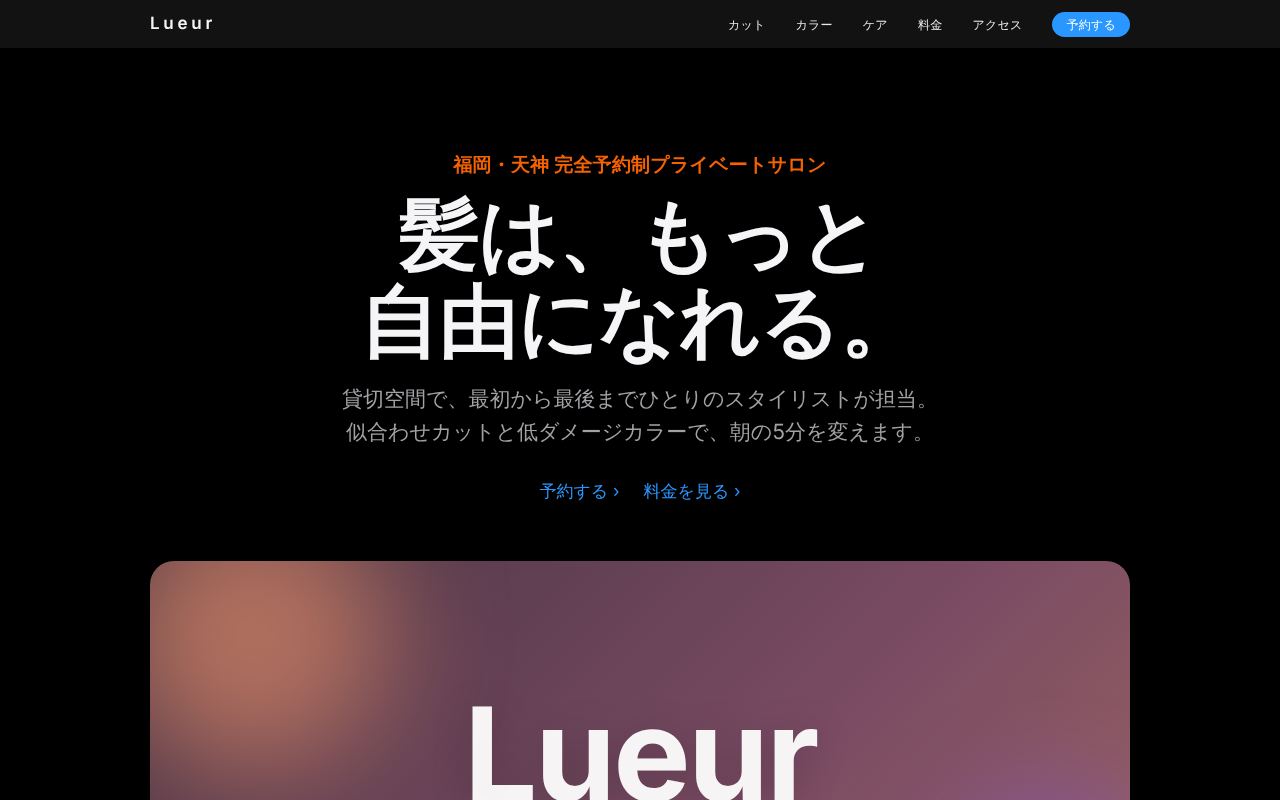 Lueur
カット
カラー
ケア
料金
アクセス
予約する
福岡・天神 完全予約制プライベートサロン
髪は、もっと
自由になれる。
貸切空間で、最初から最後までひとりのスタイリストが担当。
似合わせカットと低ダメージカラーで、朝の5分を変えます。
予約する ›
料金を見る ›
Lueur